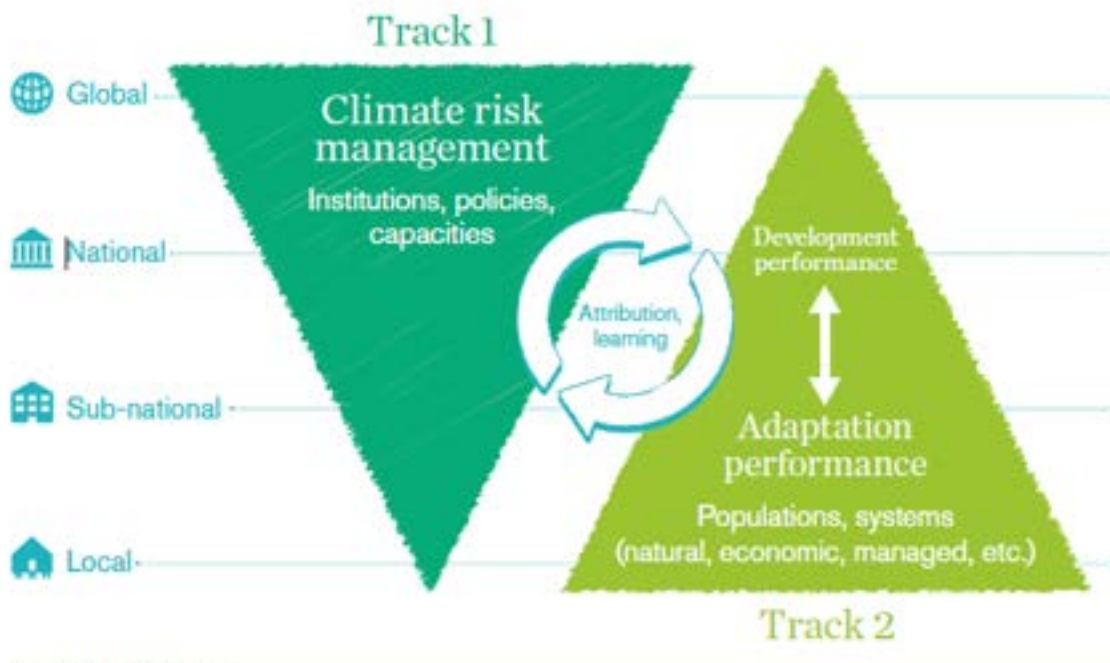 Track 1
Global
Climate risk
management
Institutions, policies,
capacities
National
Development
performance
Attribution,
learning
Sub-national
Adaptation
performance
Populations, systems
(natural, economic, managed, etc.)
Local
Track 2